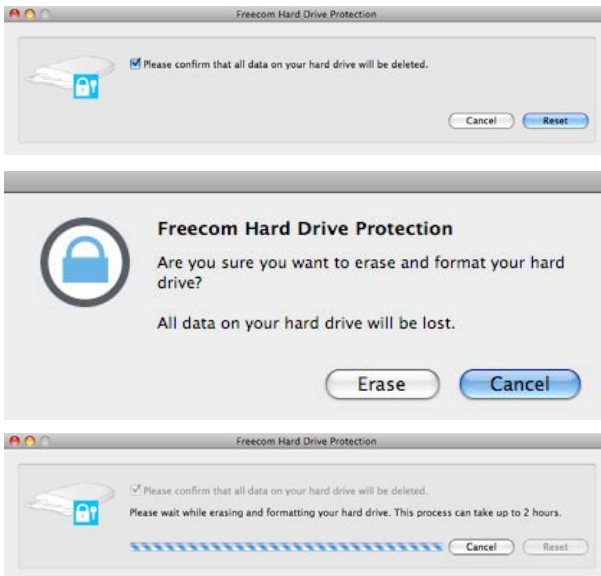 Freecom Hard Drive Protection
Please confirm that all data on your hard drive will be deleted.
Cancel
Reset
Freecom Hard Drive Protection
Are you sure you want to erase and format your hard
drive?
All data on your hard drive will be lost.
Erase
Cancel
Freecom Hard Drive Protection
Please confirm that all data on your hard drive will be deleted.
Please wait while erasing and formatting your hard drive. This process can take up to 2 hours.
Cancel
Reset